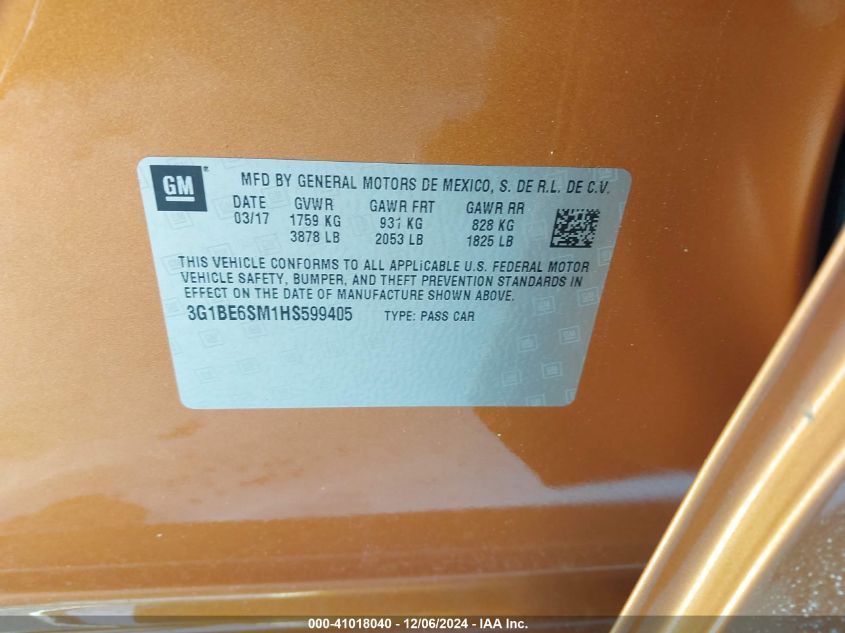 GM
MFD BY GENERAL MOTORS DE MEXICO, S. DE R.L. DE C.V.
DATE GVWR GAWR FRT GAWR RR
03/17 1759 KG 931 KG 828 KG
3878 LB 2053 LB 1825 LB
THIS VEHICLE CONFORMS TO ALL APPLICABLE U.S. FEDERAL MOTOR
VEHICLE SAFETY, BUMPER, AND THEFT PREVENTION STANDARDS IN
EFFECT ON THE DATE OF MANUFACTURE SHOWN ABOVE.
3G1BE6SM1HS599405 TYPE: PASS CAR
000-41018040 - 12/06/2024 - IAA Inc.